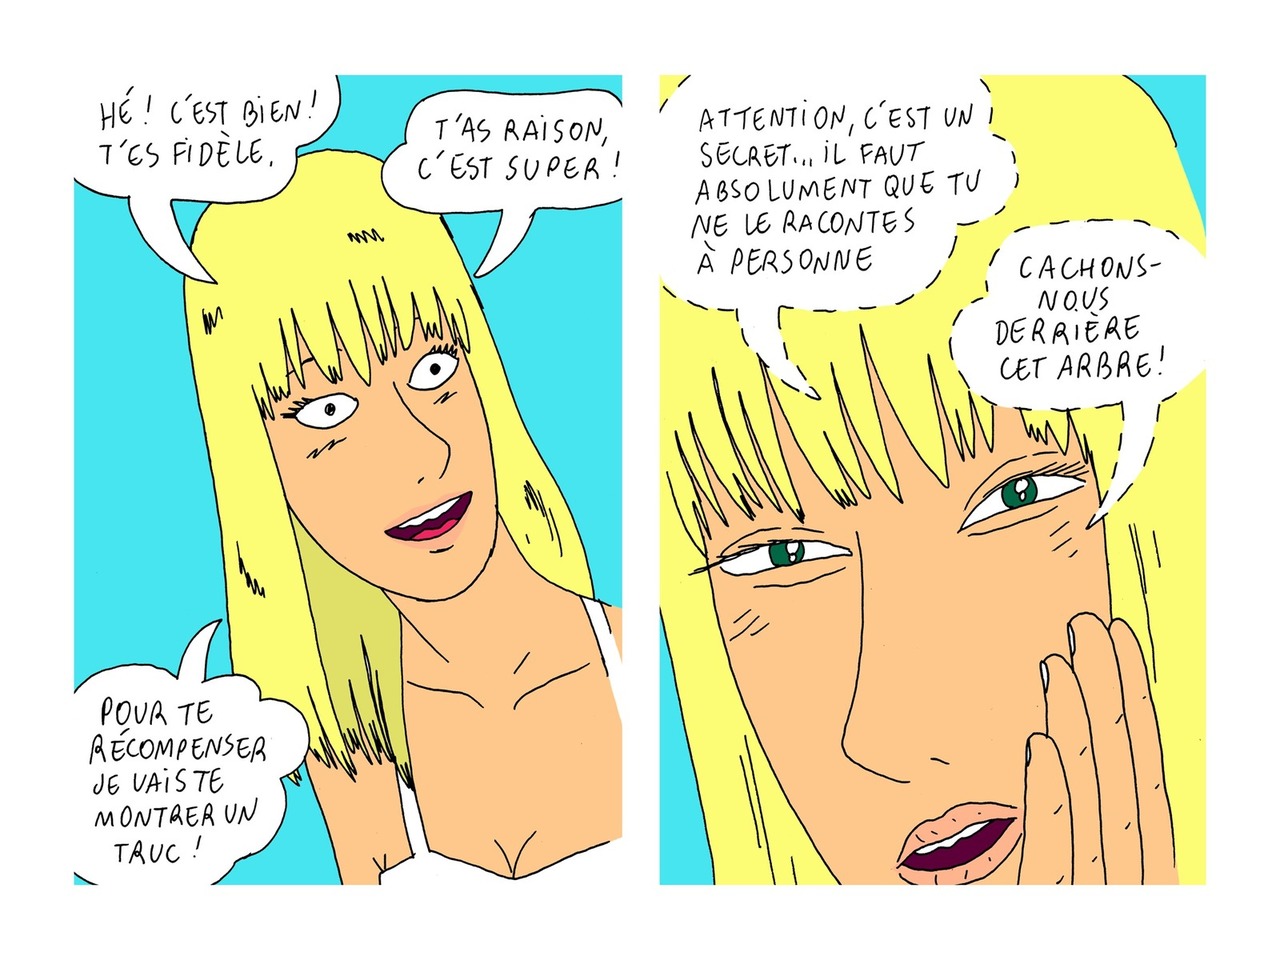 HÉ ! C'EST BIEN !
T'ES FIDÈLE.
T'AS RAISON,
C'EST SUPER !
POUR TE
RÉCOMPENSER
JE VAIS TE
MONTRER UN
TRUC !
ATTENTION, C'EST UN
SECRET... IL FAUT
ABSOLUMENT QUE TU
NE LE RACONTES
À PERSONNE
CACHONS-
NOUS
DERRIÈRE
CET ARBRE !